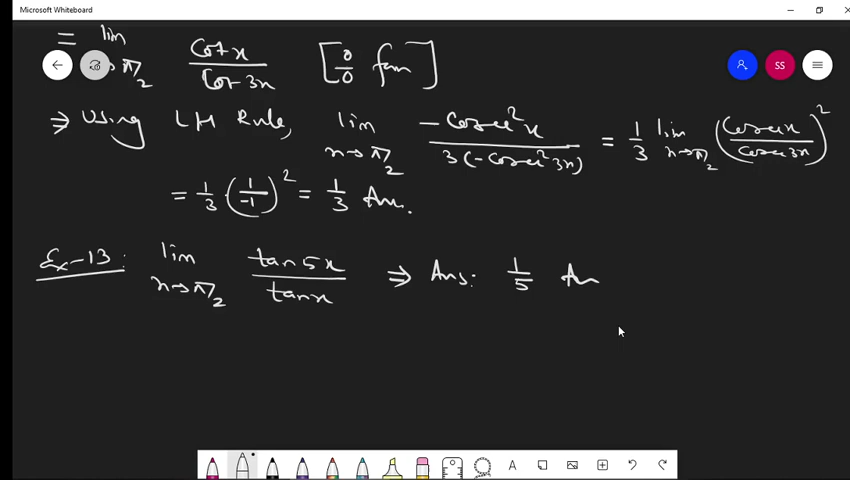 Microsoft Whiteboard
= lim x→π/2 cot x / cot 3x [0/0 form]
SS
⇒ Using LH Rule, lim x→π/2 -cosec²x / 3(-cosec²3x) = 1/3 lim x→π/2 (cosec x / cosec 3x)²
= 1/3 (1/-1)² = 1/3 Ans.
Ex-13: lim x→π/2 tan 5x / tan x ⇒ Ans: 1/5 An
A